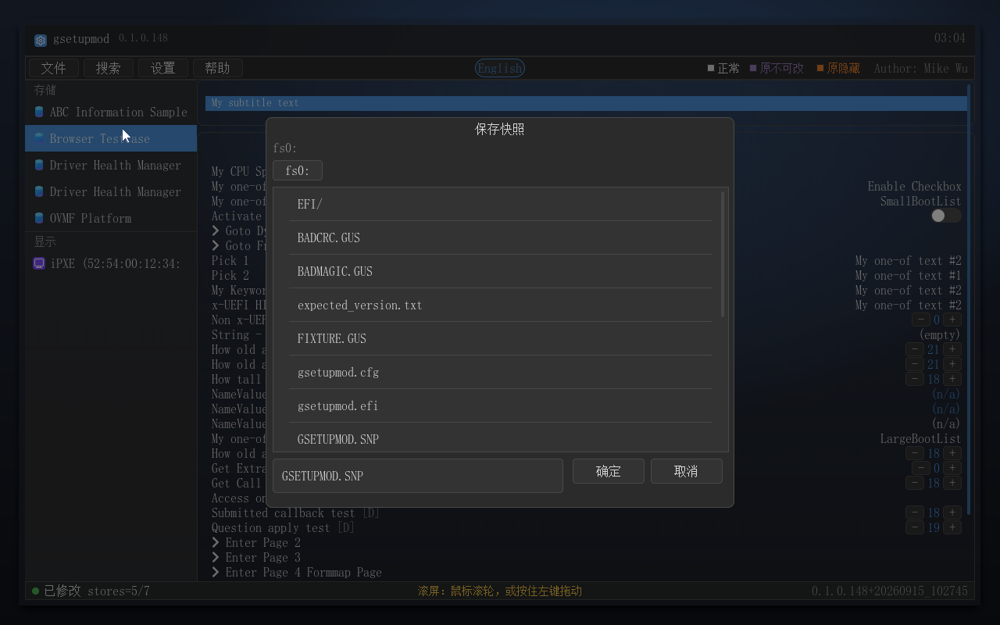 gsetupmod 0.1.0.148 03:04
文件 搜索 设置 帮助 English 正常 原不可改 原隐藏 Author: Mike Wu
存储
ABC Information Sample
Browser Testcase
Driver Health Manager
Driver Health Manager
OVMF Platform
显示
iPXE (52:54:00:12:34:
My subtitle text
保存快照
fs0:
fs0:
EFI/
BADCRC.GUS
BADMAGIC.GUS
expected_version.txt
FIXTURE.GUS
gsetupmod.cfg
gsetupmod.efi
GSETUPMOD.SNP
GSETUPMOD.SNP
确定 取消
My CPU Sp
My one-of Enable Checkbox
My one-of SmallBootList
Activate
Goto Dy
Goto Fr
Pick 1 My one-of text #2
Pick 2 My one-of text #1
My Keywor My one-of text #2
x-UEFI HI My one-of text #2
Non x-UEF − 0 +
String - (empty)
How old a − 21 +
How old a − 21 +
How tall − 18 +
NameValue (n/a)
NameValue (n/a)
NameValue (n/a)
My one-of LargeBootList
How old a − 18 +
Get Extra − 0 +
Get Call − 18 +
Access on
Submitted callback test [D] − 18 +
Question apply test [D] − 19 +
Enter Page 2
Enter Page 3
Enter Page 4 Formmap Page
已修改 stores=5/7 滚屏: 鼠标滚轮, 或按住左键拖动 0.1.0.148+20260915_102745